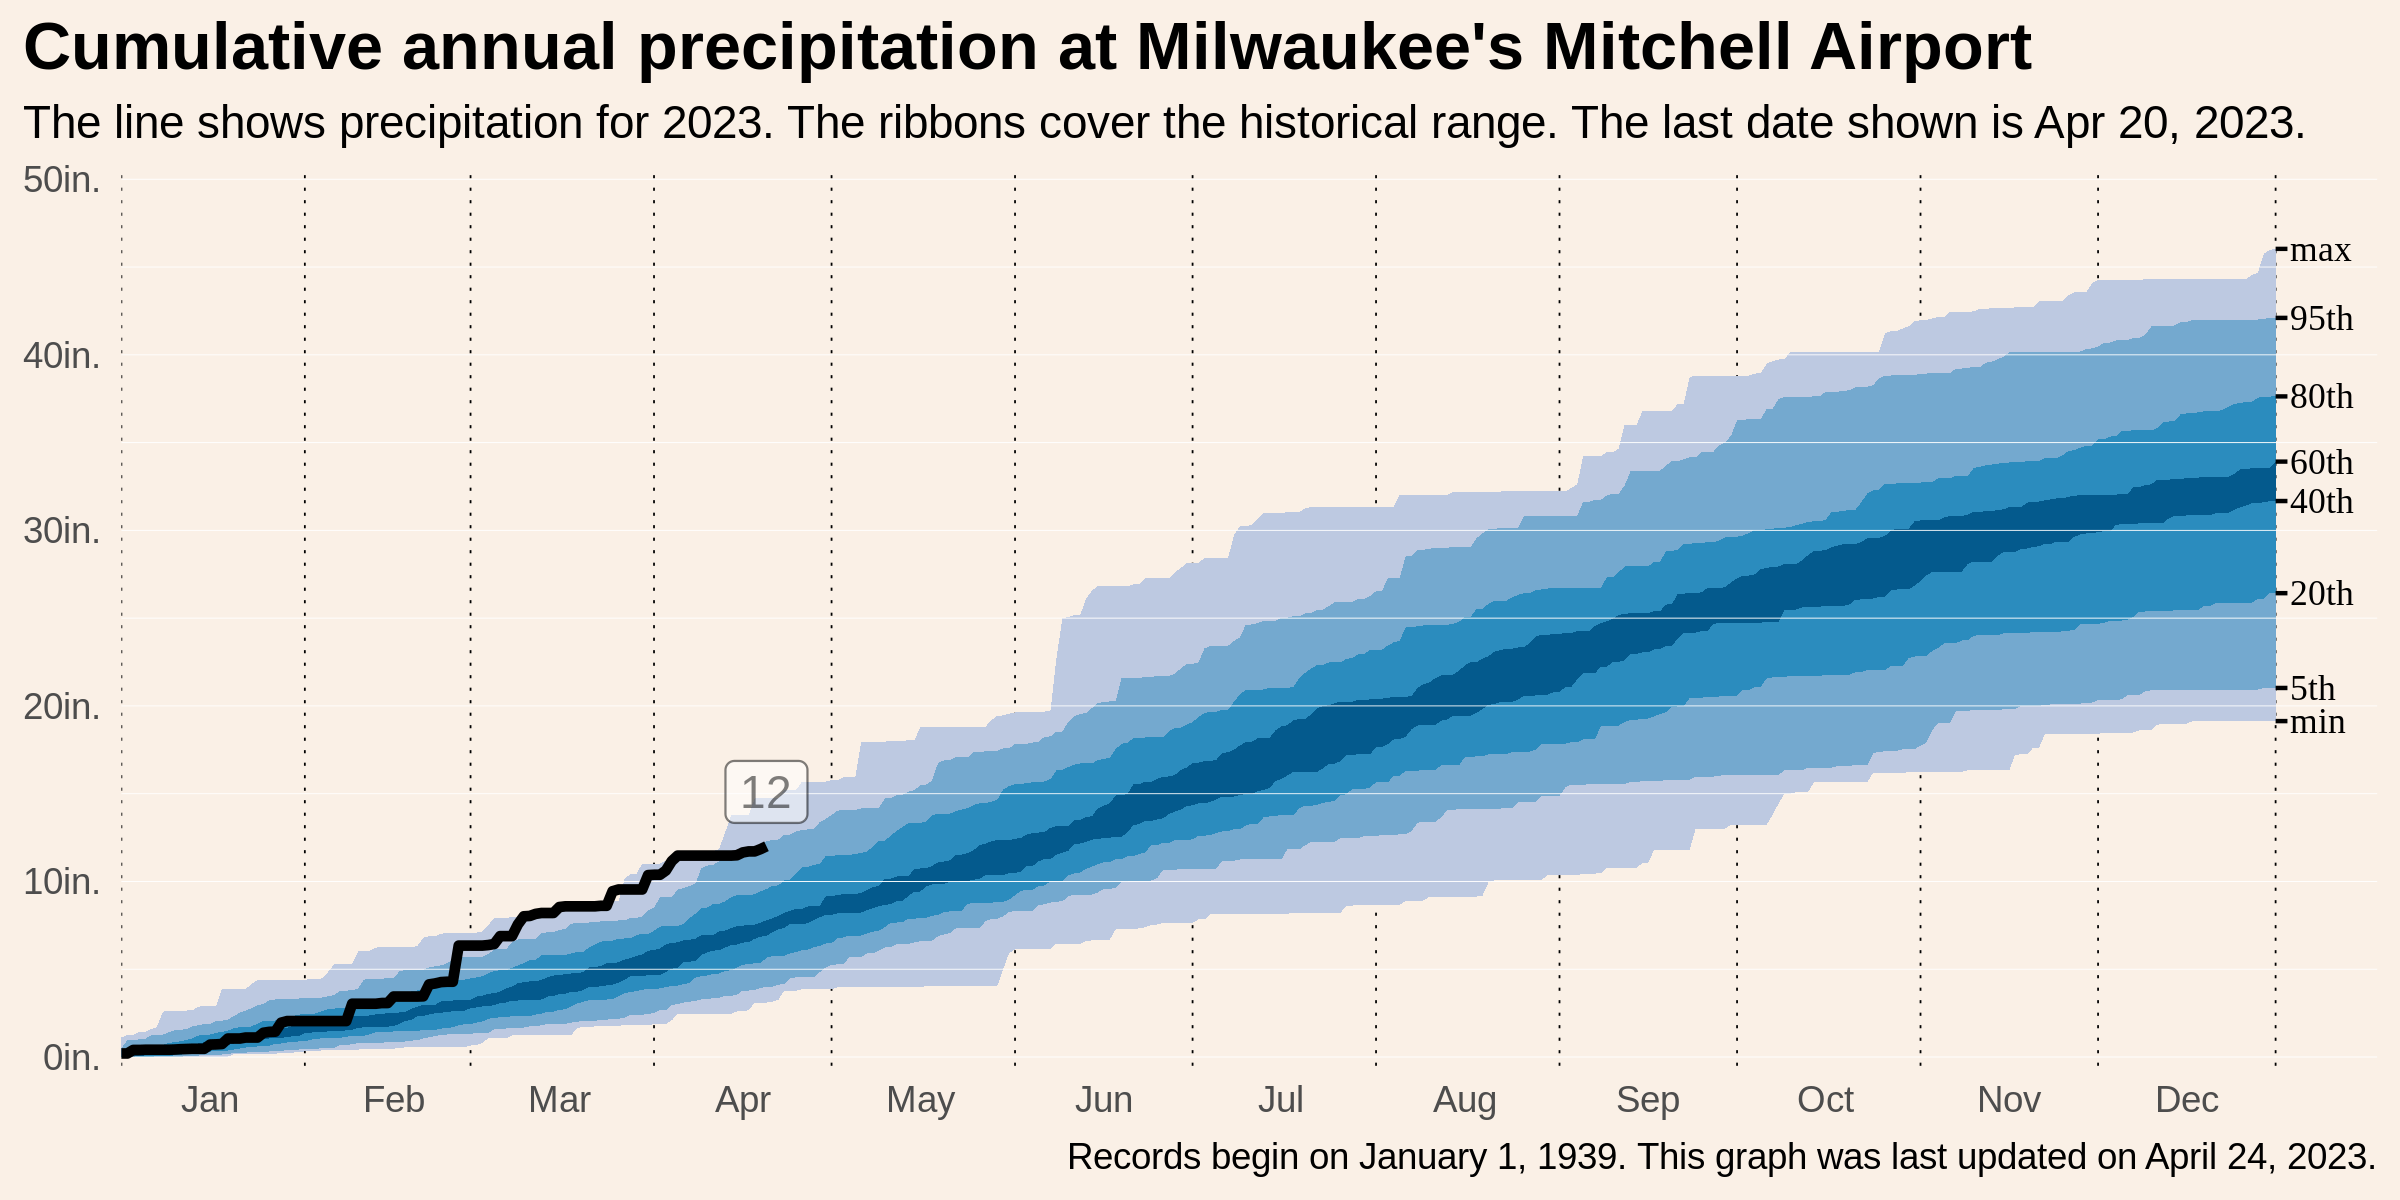 Cumulative annual precipitation at Milwaukee's Mitchell Airport
The line shows precipitation for 2023. The ribbons cover the historical range. The last date shown is Apr 20, 2023.
50in.
40in.
30in.
20in.
10in.
0in.
12
max
95th
80th
60th
40th
20th
5th
min
Jan Feb Mar Apr May Jun Jul Aug Sep Oct Nov Dec
Records begin on January 1, 1939. This graph was last updated on April 24, 2023.